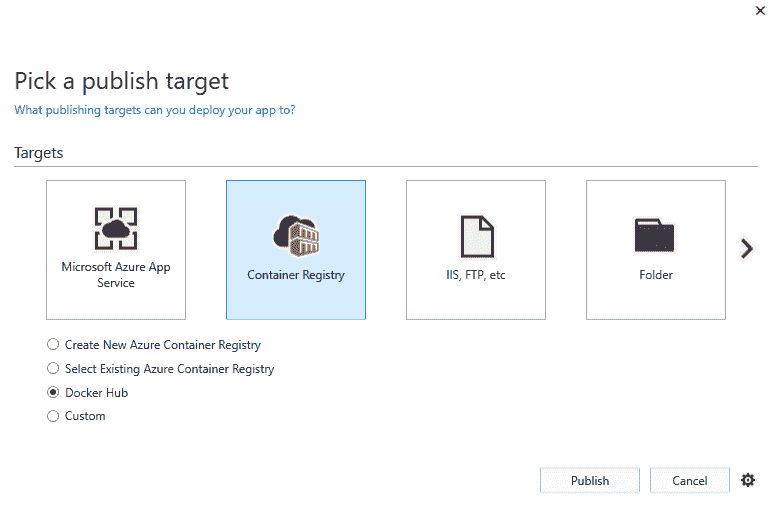 Pick a publish target
What publishing targets can you deploy your app to?
Targets
Microsoft Azure App
Service
Container Registry
IIS, FTP, etc
Folder
Create New Azure Container Registry
Select Existing Azure Container Registry
Docker Hub
Custom
Publish
Cancel